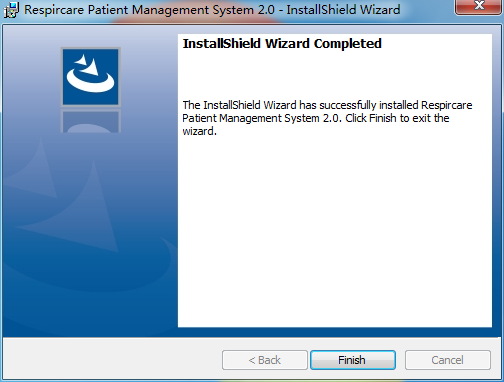 Respircare Patient Management System 2.0 - InstallShield Wizard
InstallShield Wizard Completed
The InstallShield Wizard has successfully installed Respircare
Patient Management System 2.0. Click Finish to exit the
wizard.
< Back
Finish
Cancel